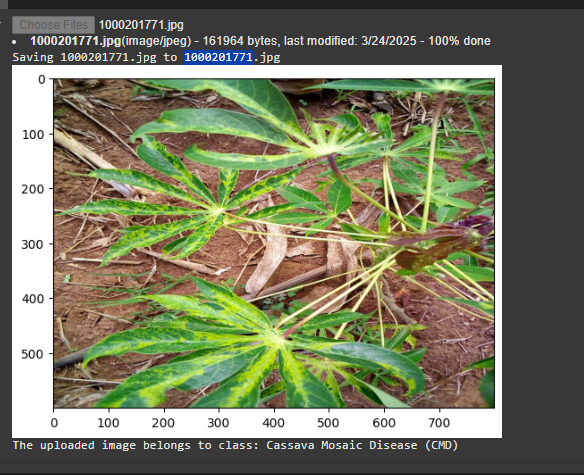 Choose Files 1000201771.jpg
• 1000201771.jpg(image/jpeg) - 161964 bytes, last modified: 3/24/2025 - 100% done
Saving 1000201771.jpg to 1000201771.jpg
0
100
200
300
400
500
0 100 200 300 400 500 600 700
The uploaded image belongs to class: Cassava Mosaic Disease (CMD)